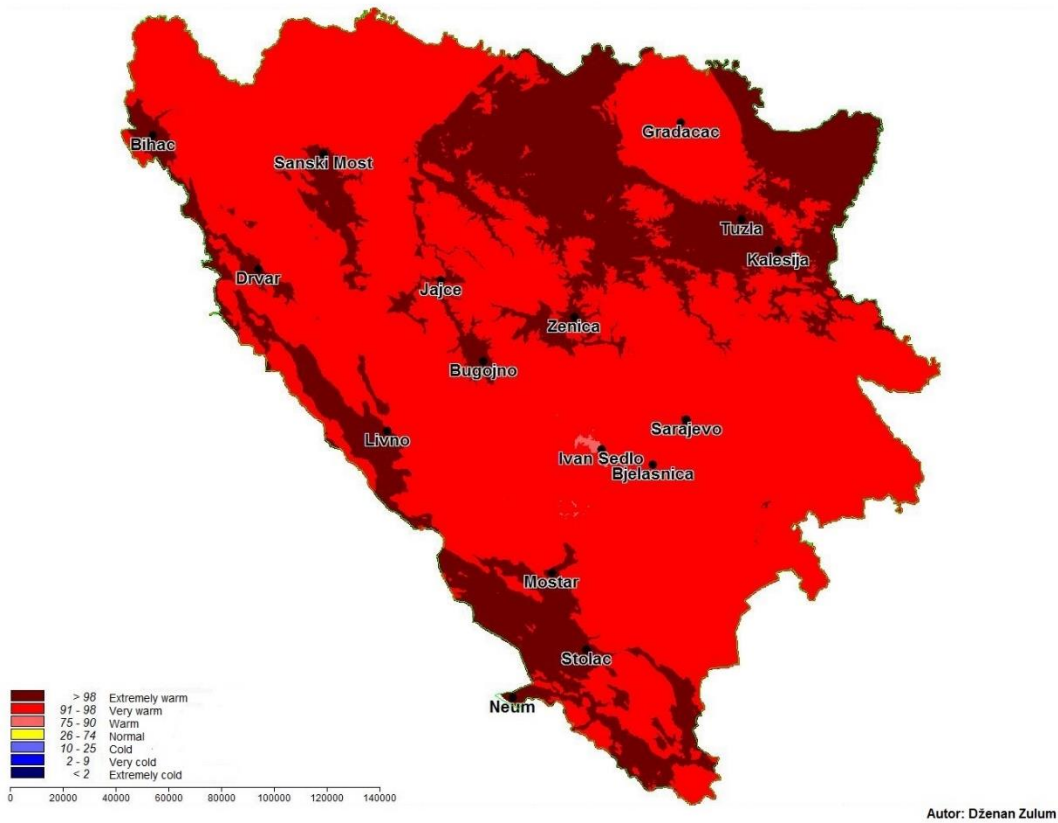 Bihac
Sanski Most
Gradacac
Tuzla
Kalesija
Drvar
Jajce
Zenica
Bugojno
Livno
Sarajevo
Ivan Sedlo
Bjelasnica
Mostar
Stolac
Neum
> 98 Extremely warm
91 - 98 Very warm
75 - 90 Warm
26 - 74 Normal
10 - 25 Cold
2 - 9 Very cold
< 2 Extremely cold
0 20000 40000 60000 80000 100000 120000 140000
Autor: Dženan Zulum